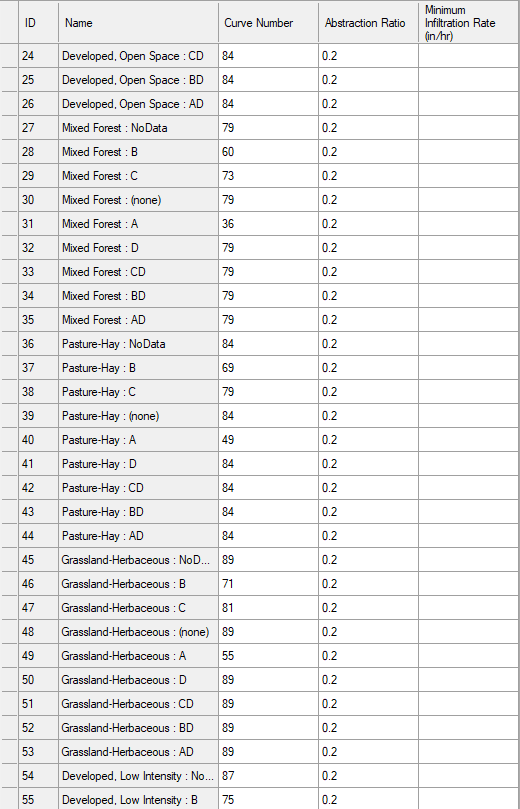 ID Name Curve Number Abstraction Ratio Minimum
Infiltration Rate
(in/hr)
24 Developed, Open Space : CD 84 0.2
25 Developed, Open Space : BD 84 0.2
26 Developed, Open Space : AD 84 0.2
27 Mixed Forest : NoData 79 0.2
28 Mixed Forest : B 60 0.2
29 Mixed Forest : C 73 0.2
30 Mixed Forest : (none) 79 0.2
31 Mixed Forest : A 36 0.2
32 Mixed Forest : D 79 0.2
33 Mixed Forest : CD 79 0.2
34 Mixed Forest : BD 79 0.2
35 Mixed Forest : AD 79 0.2
36 Pasture-Hay : NoData 84 0.2
37 Pasture-Hay : B 69 0.2
38 Pasture-Hay : C 79 0.2
39 Pasture-Hay : (none) 84 0.2
40 Pasture-Hay : A 49 0.2
41 Pasture-Hay : D 84 0.2
42 Pasture-Hay : CD 84 0.2
43 Pasture-Hay : BD 84 0.2
44 Pasture-Hay : AD 84 0.2
45 Grassland-Herbaceous : NoD... 89 0.2
46 Grassland-Herbaceous : B 71 0.2
47 Grassland-Herbaceous : C 81 0.2
48 Grassland-Herbaceous : (none) 89 0.2
49 Grassland-Herbaceous : A 55 0.2
50 Grassland-Herbaceous : D 89 0.2
51 Grassland-Herbaceous : CD 89 0.2
52 Grassland-Herbaceous : BD 89 0.2
53 Grassland-Herbaceous : AD 89 0.2
54 Developed, Low Intensity : No... 87 0.2
55 Developed, Low Intensity : B 75 0.2